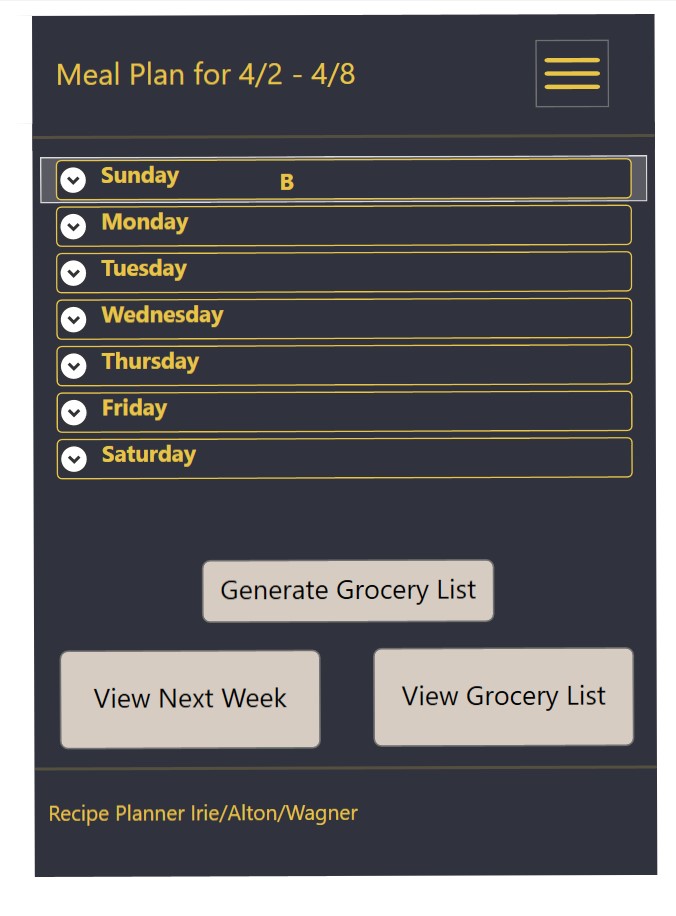 Meal Plan for 4/2 - 4/8
Sunday B
Monday
Tuesday
Wednesday
Thursday
Friday
Saturday
Generate Grocery List
View Next Week View Grocery List
Recipe Planner Irie/Alton/Wagner